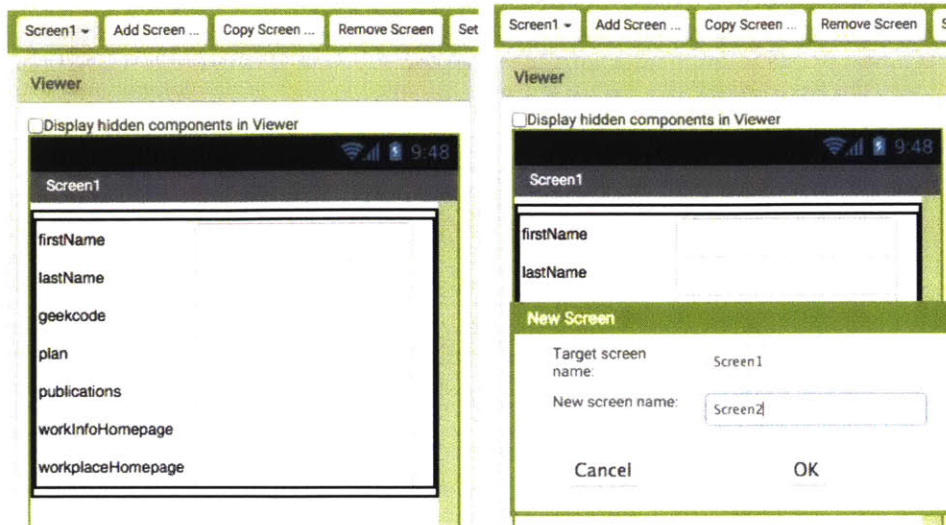 Screen1
Add Screen ...
Copy Screen ...
Remove Screen
Set
Viewer
Display hidden components in Viewer
9:48
Screen1
firstName
lastName
geekcode
plan
publications
workInfoHomepage
workplaceHomepage
Screen1
Add Screen ...
Copy Screen ...
Remove Screen
S
Viewer
Display hidden components in Viewer
9:48
Screen1
firstName
lastName
New Screen
Target screen
name:
Screen1
New screen name:
Screen2
Cancel
OK